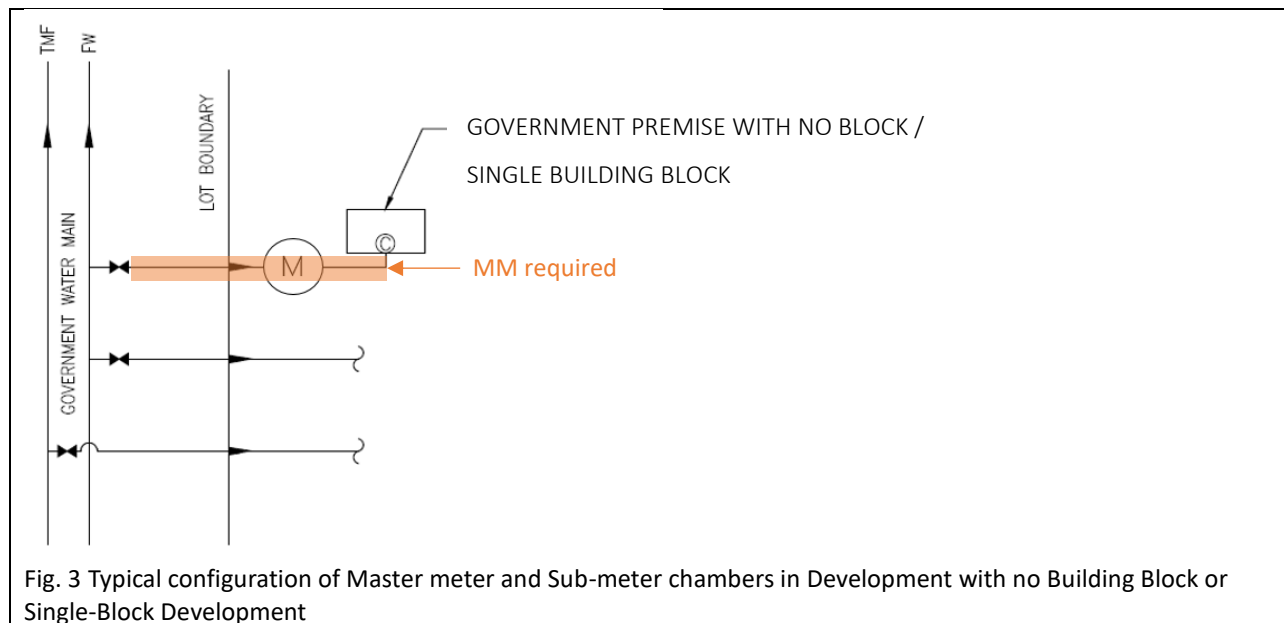 TMF
FW
GOVERNMENT WATER MAIN
LOT BOUNDARY
GOVERNMENT PREMISE WITH NO BLOCK /
SINGLE BUILDING BLOCK
C
M
MM required
Fig. 3 Typical configuration of Master meter and Sub-meter chambers in Development with no Building Block or
Single-Block Development